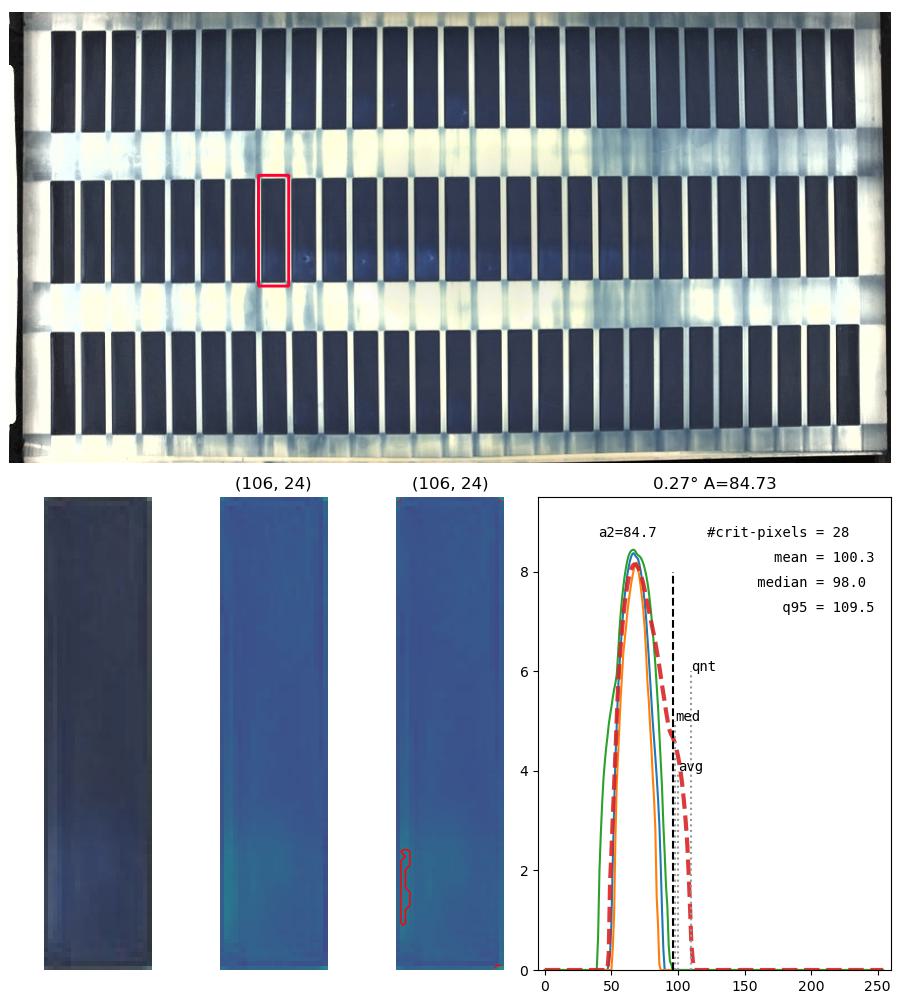 (106, 24)
(106, 24)
0.27° A=84.73
a2=84.7
#crit-pixels = 28
mean = 100.3
median = 98.0
q95 = 109.5
qnt
med
avg
8
6
4
2
0
0 50 100 150 200 250